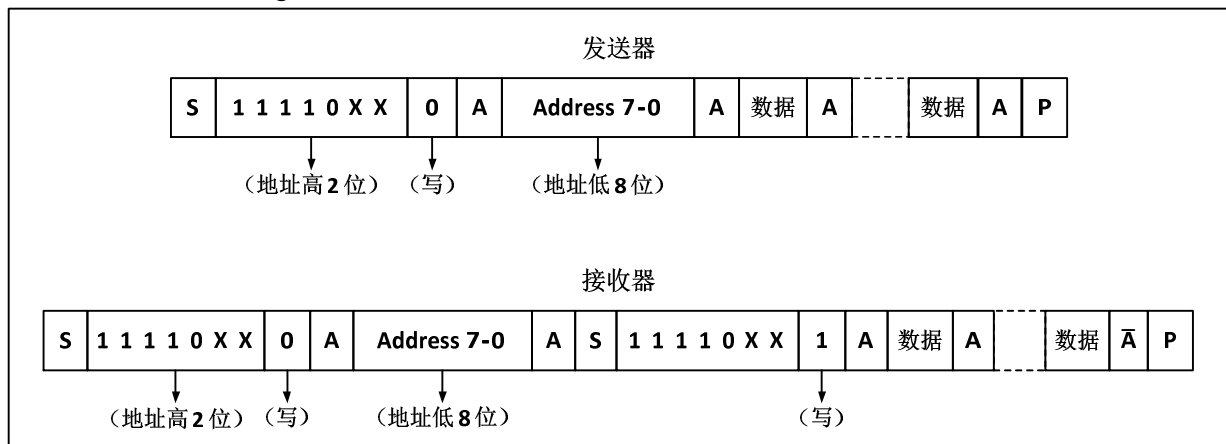 发送器
S 1 1 1 1 0 X X 0 A Address 7-0 A 数据 A 数据 A P
（地址高2位） （写） （地址低8位）
接收器
S 1 1 1 1 0 X X 0 A Address 7-0 A S 1 1 1 1 0 X X 1 A 数据 A 数据 A̅ P
（地址高2位） （写） （地址低8位） （写）